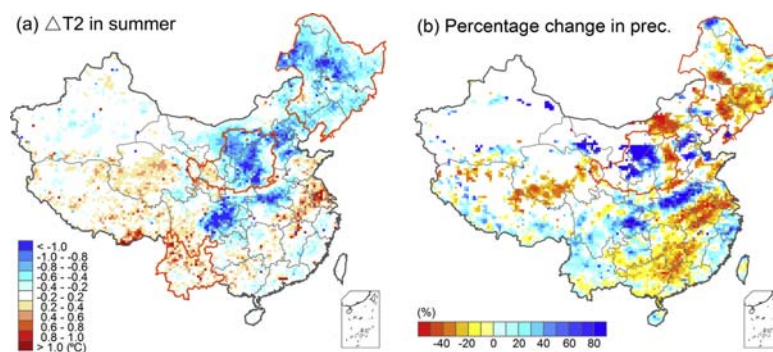 (a) △T2 in summer
(b) Percentage change in prec.
< -1.0
-1.0 - -0.8
-0.8 - -0.6
-0.6 - -0.4
-0.4 - -0.2
-0.2 - 0.2
0.2 - 0.4
0.4 - 0.6
0.6 - 0.8
0.8 - 1.0
> 1.0 (ºC)
(%)
-40 -20 0 20 40 60 80